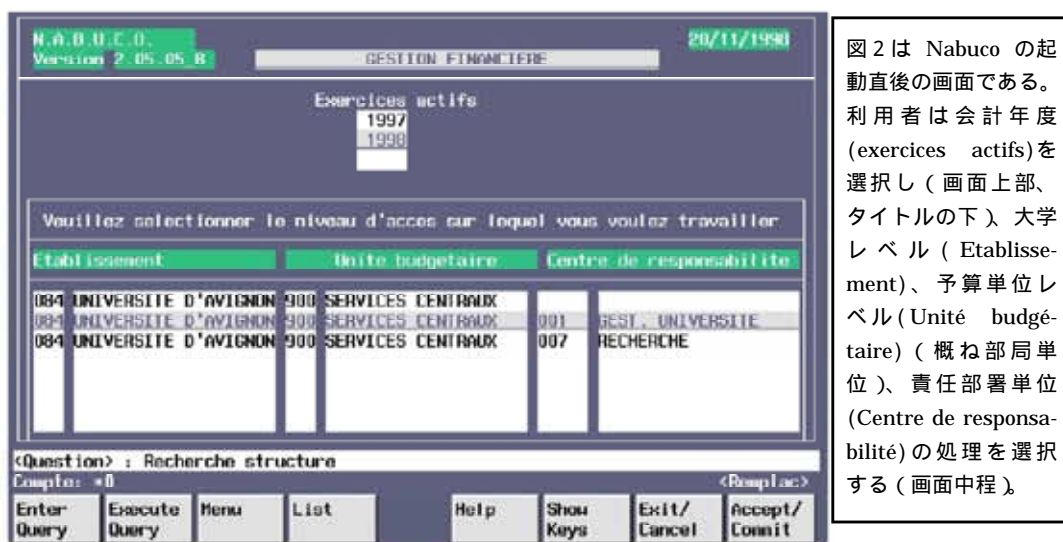 N.A.B.U.C.O.
Version 2.05.05_B
20/11/1998
GESTION FINANCIERE
Exercices actifs
1997
1998
Veuillez selectionner le niveau d'acces sur lequel vous voulez travailler
Etablissement Unite budgetaire Centre de responsabilite
084 UNIVERSITE D'AVIGNON 900 SERVICES CENTRAUX
084 UNIVERSITE D'AVIGNON 900 SERVICES CENTRAUX 001 GEST. UNIVERSITE
084 UNIVERSITE D'AVIGNON 900 SERVICES CENTRAUX 007 RECHERCHE
<Question> : Recherche structure
Compte: *0 <Remplac>
Enter Query
Execute Query
Menu
List
Help
Show Keys
Exit/ Cancel
Accept/ Commit
図2は Nabuco の起
動直後の画面である。
利用者は会計年度
(exercices actifs)を
選択し（画面上部、
タイトルの下）、大学
レベル（Etablisse-
ment）、予算単位レ
ベル(Unité budgé-
taire)（概ね部局単
位）、責任部署単位
(Centre de responsa-
bilité)の処理を選択
する（画面中程）。